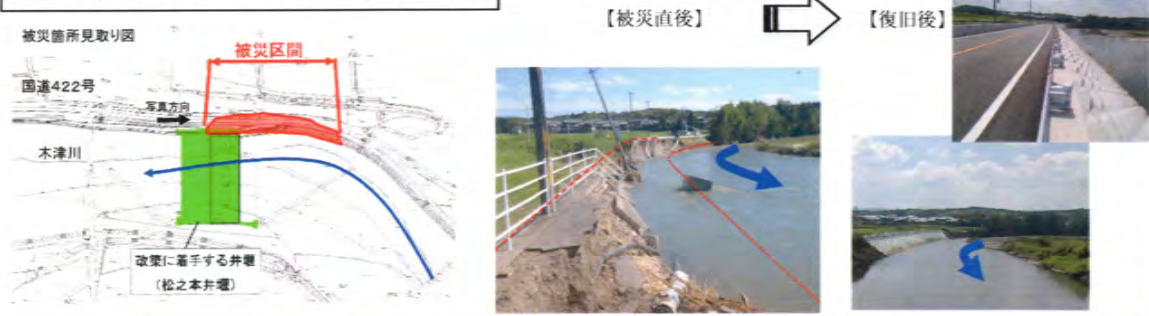 被災箇所見取り図
被災区間
国道422号
写真方向
木津川
改築に着手する井堰
(松之本井堰)
【被災直後】
【復旧後】